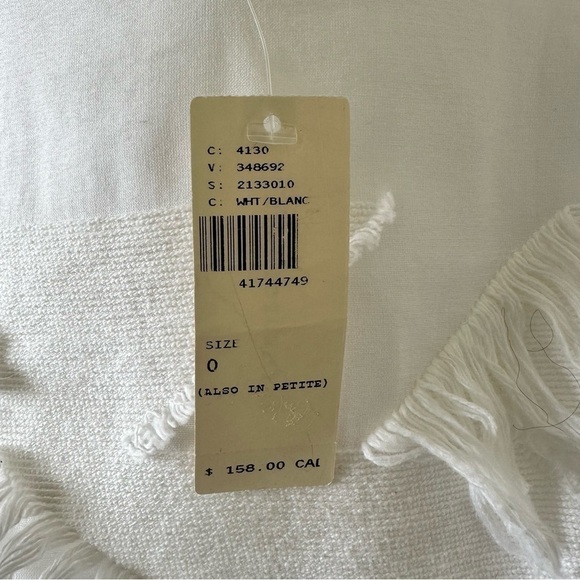 C: 4130
V: 348692
S: 2133010
C: WHT/BLANC
41744749
SIZE
0
(ALSO IN PETITE)
$ 158.00 CAD